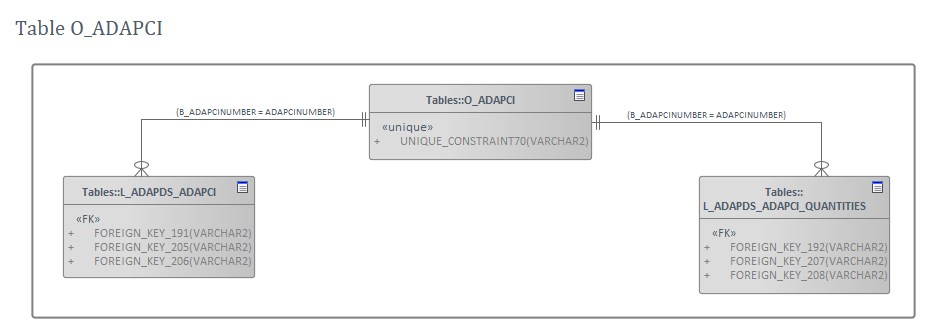 Table O_ADAPCI
Tables::O_ADAPCI
«unique»
+ UNIQUE_CONSTRAINT70(VARCHAR2)
(B_ADAPCINUMBER = ADAPCINUMBER)
(B_ADAPCINUMBER = ADAPCINUMBER)
Tables::L_ADAPDS_ADAPCI
«FK»
+ FOREIGN_KEY_191(VARCHAR2)
+ FOREIGN_KEY_205(VARCHAR2)
+ FOREIGN_KEY_206(VARCHAR2)
Tables::
L_ADAPDS_ADAPCI_QUANTITIES
«FK»
+ FOREIGN_KEY_192(VARCHAR2)
+ FOREIGN_KEY_207(VARCHAR2)
+ FOREIGN_KEY_208(VARCHAR2)